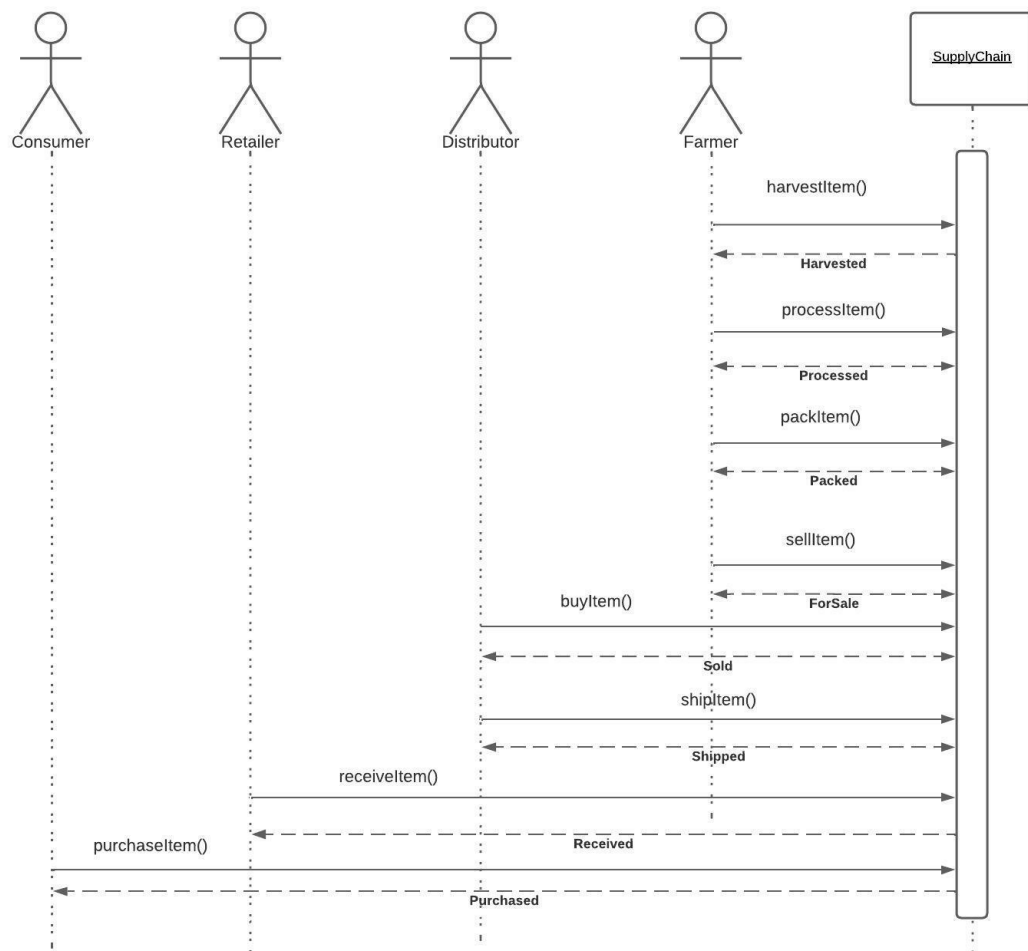 SupplyChain
Consumer
Retailer
Distributor
Farmer
harvestItem()
Harvested
processItem()
Processed
packItem()
Packed
sellItem()
ForSale
buyItem()
Sold
shipItem()
Shipped
receiveItem()
Received
purchaseItem()
Purchased